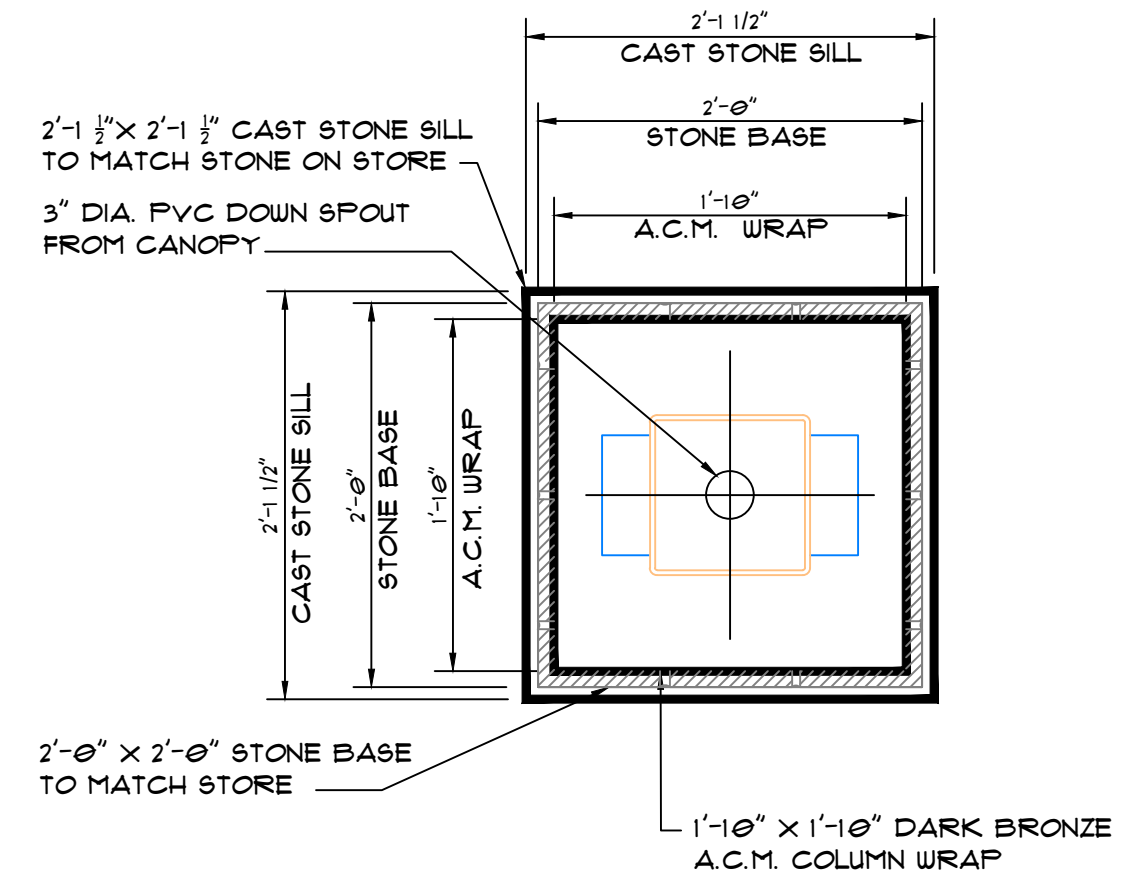 2'-1 1/2"
CAST STONE SILL
2'-0"
STONE BASE
1'-10"
A.C.M. WRAP
2'-1 ½"X 2'-1 ½" CAST STONE SILL
TO MATCH STONE ON STORE
3" DIA. PVC DOWN SPOUT
FROM CANOPY
2'-1 1/2"
CAST STONE SILL
2'-0"
STONE BASE
1'-10"
A.C.M. WRAP
2'-0" X 2'-0" STONE BASE
TO MATCH STORE
1'-10" X 1'-10" DARK BRONZE
A.C.M. COLUMN WRAP